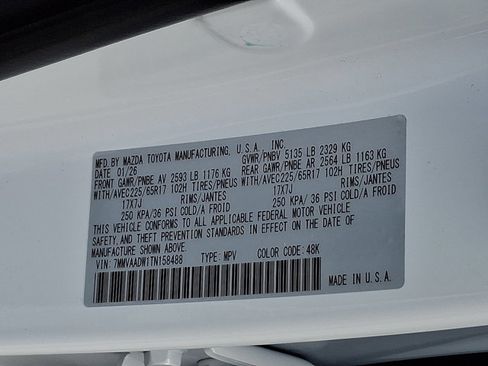 MFD. BY MAZDA TOYOTA MANUFACTURING, U.S.A., INC.
DATE 01/26 GVWR/PNBV 5135 LB 2329 KG
FRONT GAWR/PNBE AV 2593 LB 1176 KG REAR GAWR/PNBE AR 2564 LB 1163 KG
WITH/AVEC225/65R17 102H TIRES/PNEUS WITH/AVEC225/65R17 102H TIRES/PNEUS
17X7J RIMS/JANTES 17X7J RIMS/JANTES
250 KPA/36 PSI COLD/A FROID 250 KPA/ 36 PSI COLD/A FROID
THIS VEHICLE CONFORMS TO ALL APPLICABLE FEDERAL MOTOR VEHICLE
SAFETY, AND THEFT PREVENTION STANDARDS IN EFFECT ON THE DATE OF
MANUFACTURE SHOWN ABOVE.
VIN: 7MMVAADW1TN158488 TYPE: MPV COLOR CODE: 48K
MADE IN U.S.A.